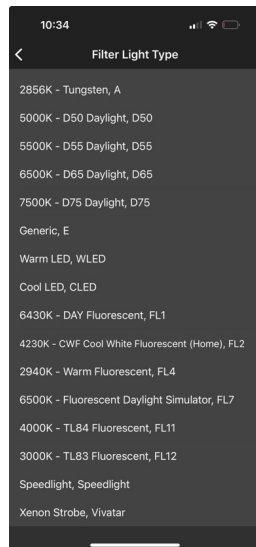 10:34
Filter Light Type
2856K - Tungsten, A
5000K - D50 Daylight, D50
5500K - D55 Daylight, D55
6500K - D65 Daylight, D65
7500K - D75 Daylight, D75
Generic, E
Warm LED, WLED
Cool LED, CLED
6430K - DAY Fluorescent, FL1
4230K - CWF Cool White Fluorescent (Home), FL2
2940K - Warm Fluorescent, FL4
6500K - Fluorescent Daylight Simulator, FL7
4000K - TL84 Fluorescent, FL11
3000K - TL83 Fluorescent, FL12
Speedlight, Speedlight
Xenon Strobe, Vivatar